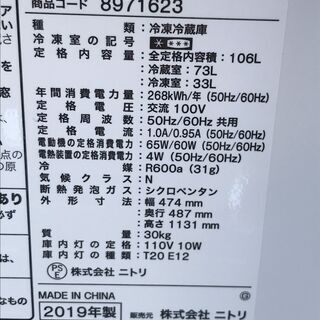 商品コード 8971623
種類：冷凍冷蔵庫
冷凍室の記号：
定格内容積：全定格内容積：106L
冷蔵室：73L
冷凍室：33L
年間消費電力量：268kWh/年 (50Hz/60Hz)
定格電圧：交流 100V
定格周波数：50Hz/60Hz 共用
定格電流：1.0A/0.95A (50Hz/60Hz)
電動機の定格消費電力：65W/60W (50Hz/60Hz)
電熱装置の定格消費電力：4W (50Hz/60Hz)
冷媒：R600a (31g)
気候クラス：N
断熱発泡ガス：シクロペンタン
外形寸法：幅 474 mm
奥行 487 mm
高さ 1131 mm
質量：30kg
庫内灯の定格：110V 10W
庫内灯の仕様：T20 E12
PSE 株式会社 ニトリ
MADE IN CHINA G
2019年製 販売元 株式会社 ニトリ